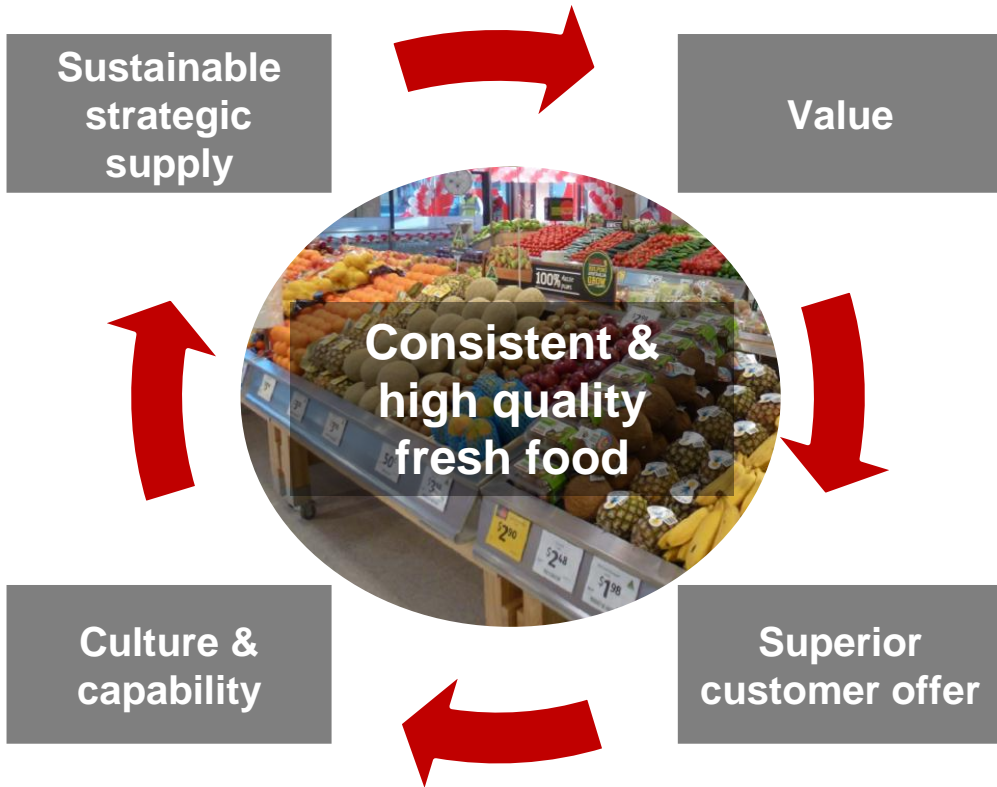 Sustainable
strategic
supply
Value
Consistent &
high quality
fresh food
100%
GROW
$2.90
$2.48
$1.98
Culture &
capability
Superior
customer offer